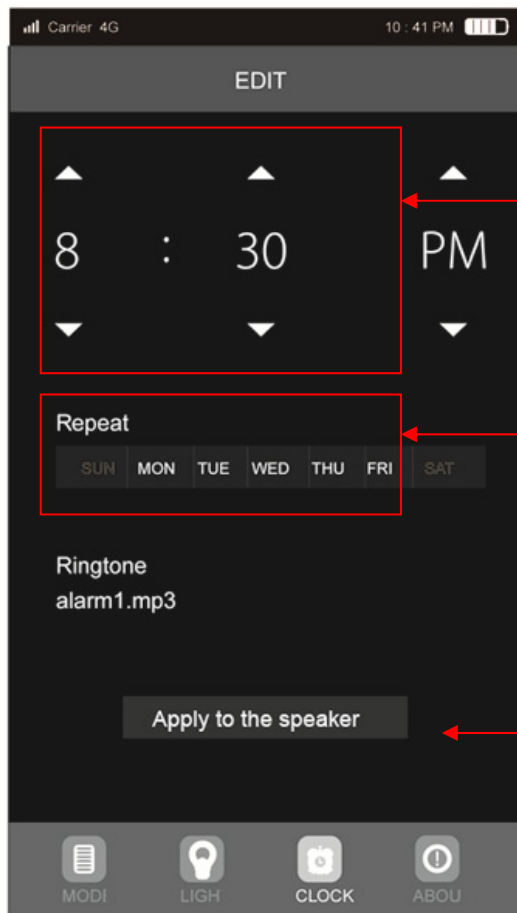 Carrier 4G 10 : 41 PM
EDIT
8 : 30 PM
Repeat
SUN MON TUE WED THU FRI SAT
Ringtone
alarm1.mp3
Apply to the speaker
MODE LIGH CLOCK ABOU